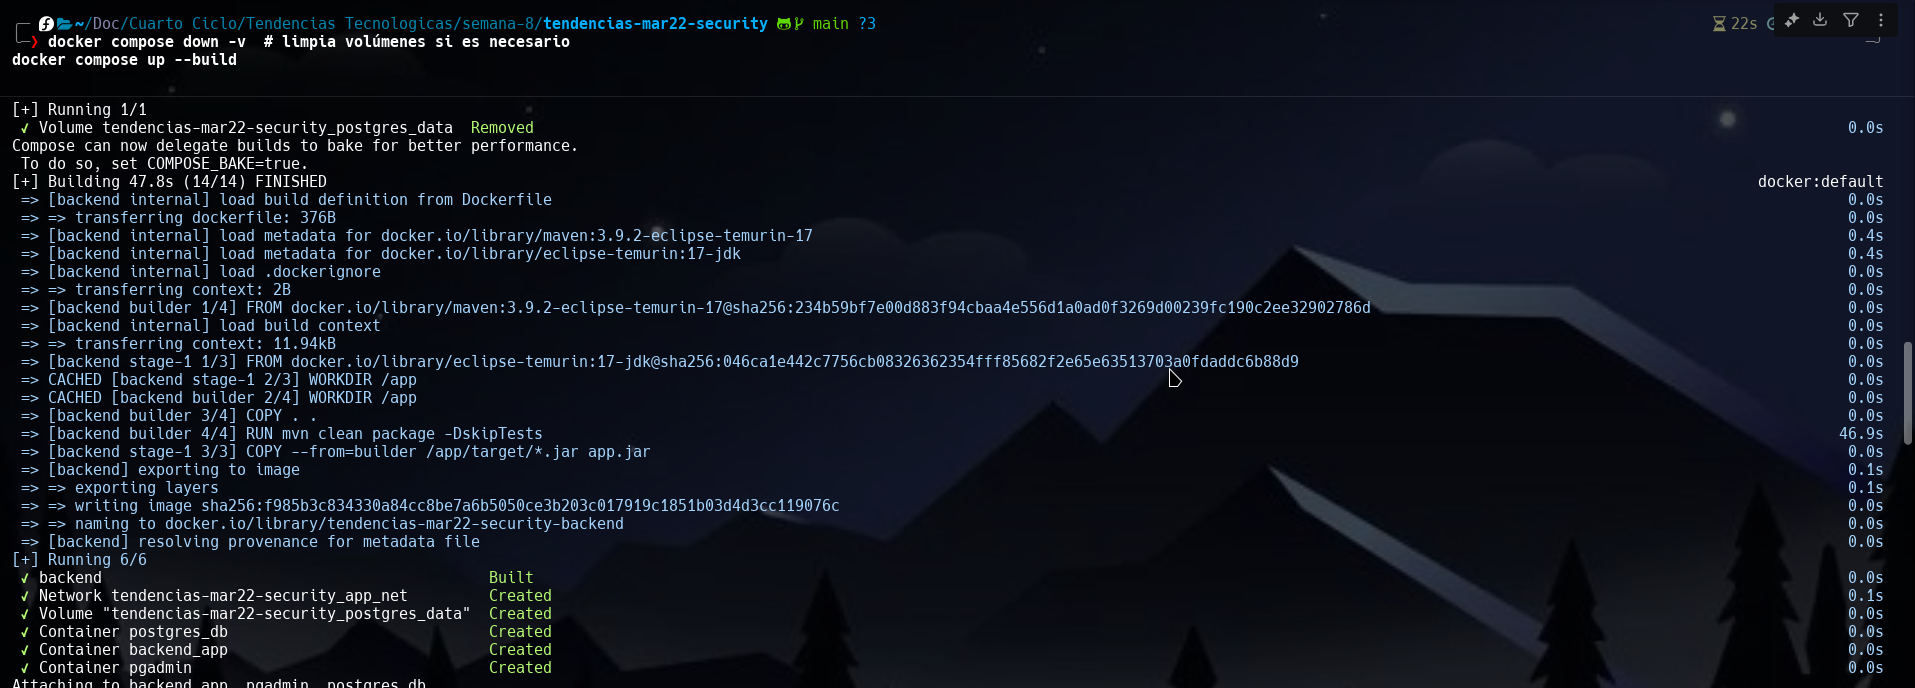 ~/Doc/Cuarto Ciclo/Tendencias Tecnologicas/semana-8/tendencias-mar22-security main ?3 22s
❯ docker compose down -v # limpia volúmenes si es necesario
docker compose up --build
[+] Running 1/1
✔ Volume tendencias-mar22-security_postgres_data Removed 0.0s
Compose can now delegate builds to bake for better performance.
To do so, set COMPOSE_BAKE=true.
[+] Building 47.8s (14/14) FINISHED docker:default
=> [backend internal] load build definition from Dockerfile 0.0s
=> => transferring dockerfile: 376B 0.0s
=> [backend internal] load metadata for docker.io/library/maven:3.9.2-eclipse-temurin-17 0.4s
=> [backend internal] load metadata for docker.io/library/eclipse-temurin:17-jdk 0.4s
=> [backend internal] load .dockerignore 0.0s
=> => transferring context: 2B 0.0s
=> [backend builder 1/4] FROM docker.io/library/maven:3.9.2-eclipse-temurin-17@sha256:234b59bf7e00d883f94cbaa4e556d1a0ad0f3269d00239fc190c2ee32902786d 0.0s
=> [backend internal] load build context 0.0s
=> => transferring context: 11.94kB 0.0s
=> [backend stage-1 1/3] FROM docker.io/library/eclipse-temurin:17-jdk@sha256:046ca1e442c7756cb08326362354fff85682f2e65e63513703a0fdaddc6b88d9 0.0s
=> CACHED [backend stage-1 2/3] WORKDIR /app 0.0s
=> CACHED [backend builder 2/4] WORKDIR /app 0.0s
=> [backend builder 3/4] COPY . . 0.0s
=> [backend builder 4/4] RUN mvn clean package -DskipTests 46.9s
=> [backend stage-1 3/3] COPY --from=builder /app/target/*.jar app.jar 0.0s
=> [backend] exporting to image 0.1s
=> => exporting layers 0.1s
=> => writing image sha256:f985b3c834330a84cc8be7a6b5050ce3b203c017919c1851b03d4d3cc119076c 0.0s
=> => naming to docker.io/library/tendencias-mar22-security-backend 0.0s
=> [backend] resolving provenance for metadata file 0.0s
[+] Running 6/6
✔ backend Built 0.0s
✔ Network tendencias-mar22-security_app_net Created 0.1s
✔ Volume "tendencias-mar22-security_postgres_data" Created 0.0s
✔ Container postgres_db Created 0.0s
✔ Container backend_app Created 0.0s
✔ Container pgadmin Created 0.0s
Attaching to backend_app, pgadmin, postgres_db